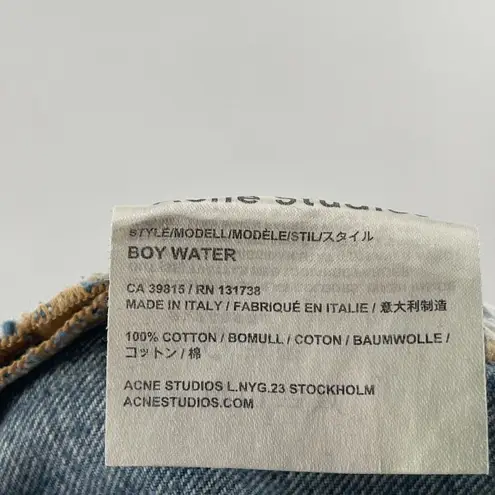 Acne Studios
STYLE/MODELL/MODÈLE/STIL/スタイル
BOY WATER
CA 39815 / RN 131738
MADE IN ITALY / FABRIQUÉ EN ITALIE / 意大利制造
100% COTTON / BOMULL / COTON / BAUMWOLLE /
コットン / 棉
ACNE STUDIOS L.NYG.23 STOCKHOLM
ACNESTUDIOS.COM